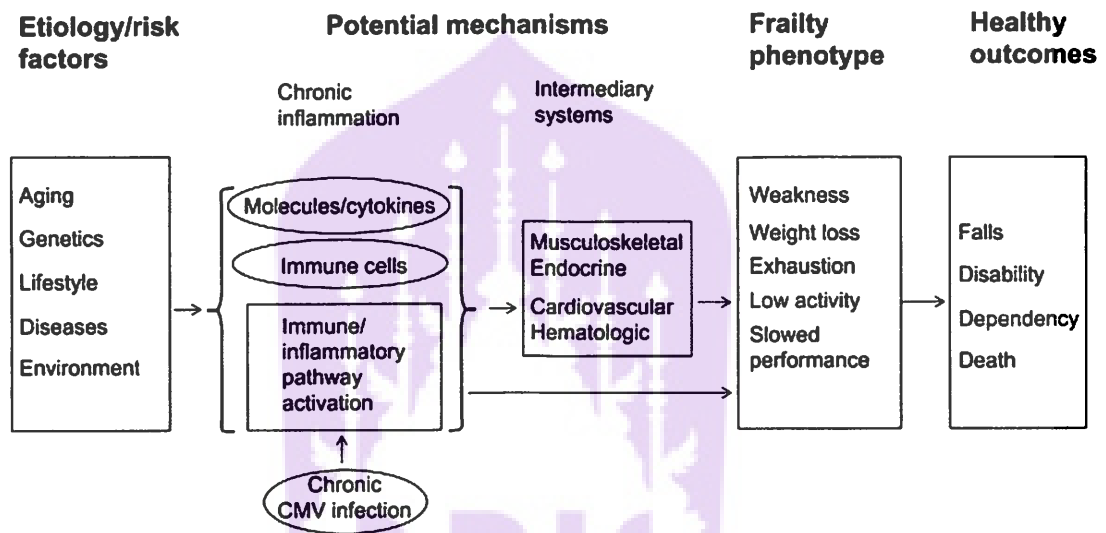 Etiology/risk
factors
Potential mechanisms
Frailty
phenotype
Healthy
outcomes
Chronic
inflammation
Intermediary
systems
Aging
Genetics
Lifestyle
Diseases
Environment
Molecules/cytokines
Immune cells
Immune/
inflammatory
pathway
activation
Chronic
CMV infection
Musculoskeletal
Endocrine
Cardiovascular
Hematologic
Weakness
Weight loss
Exhaustion
Low activity
Slowed
performance
Falls
Disability
Dependency
Death